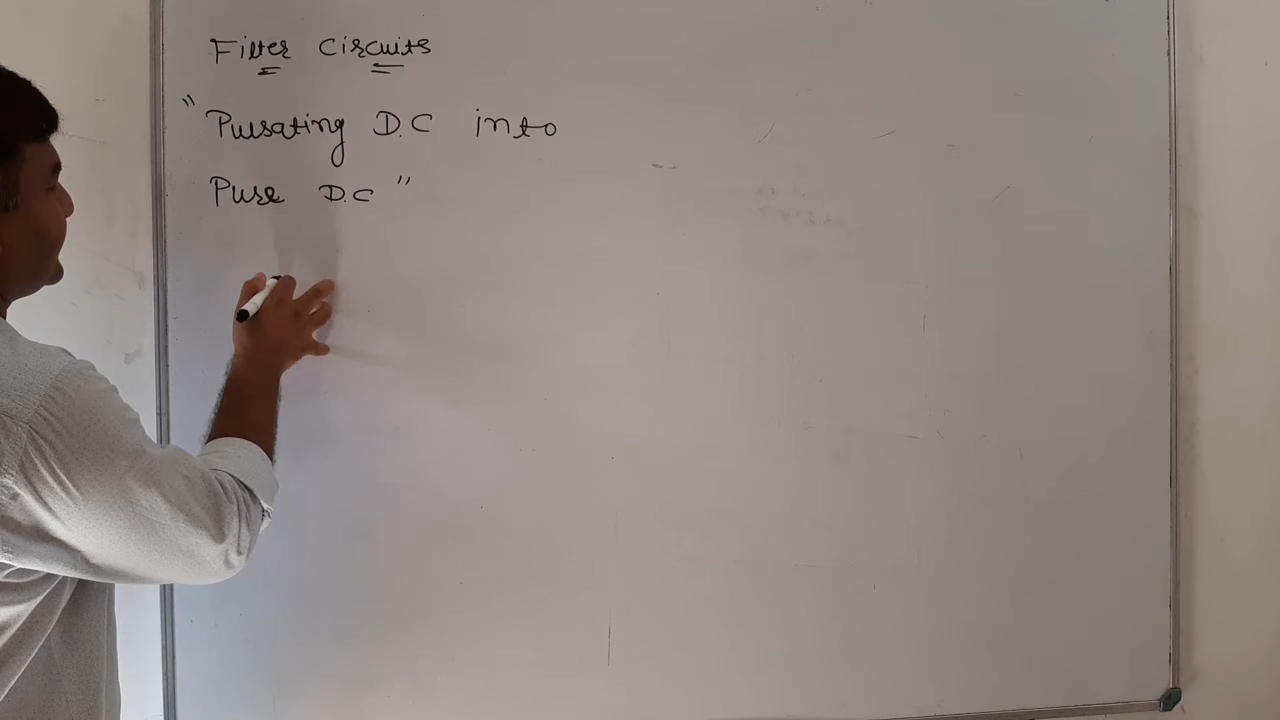 Filter Circuits
"Pulsating D.C into
Pure D.C"